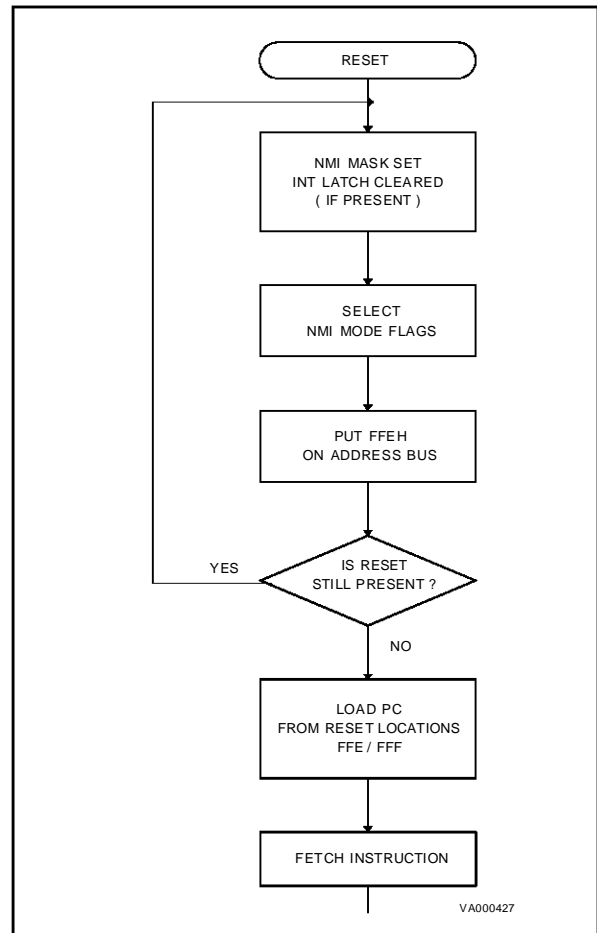 RESET
NMI MASK SET
INT LATCH CLEARED
( IF PRESENT )
SELECT
NMI MODE FLAGS
PUT FFEH
ON ADDRESS BUS
IS RESET
STILL PRESENT ?
YES
NO
LOAD PC
FROM RESET LOCATIONS
FFE / FFF
FETCH INSTRUCTION
VA000427